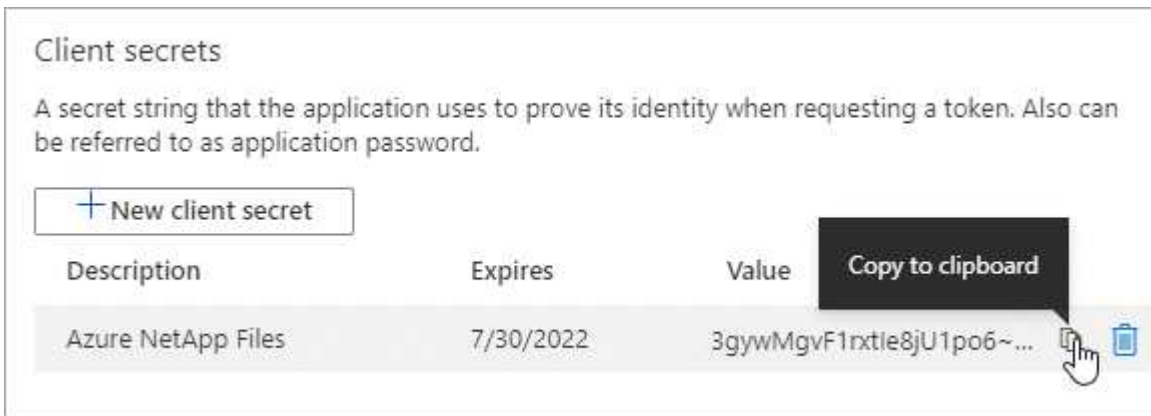 Client secrets
A secret string that the application uses to prove its identity when requesting a token. Also can
be referred to as application password.
+ New client secret
Copy to clipboard
Description Expires Value
Azure NetApp Files 7/30/2022 3gywMgvF1rxtIe8jU1po6~...